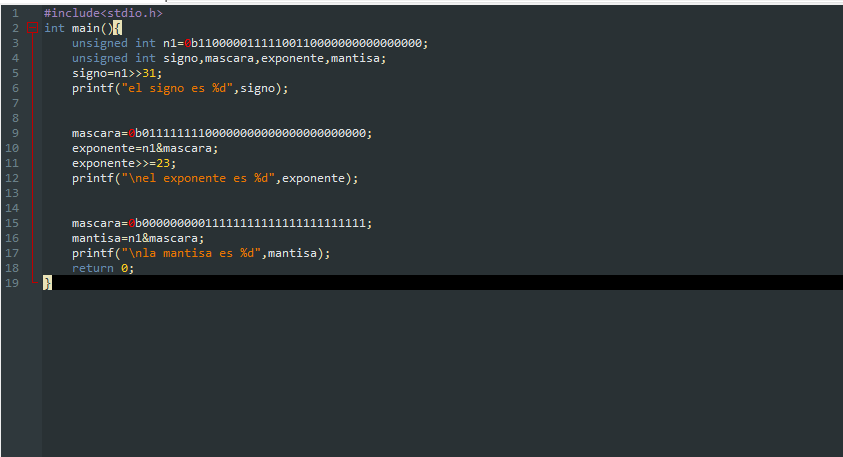 1 #include<stdio.h>
2 int main(){
3 unsigned int n1=0b11000001111100110000000000000000;
4 unsigned int signo,mascara,exponente,mantisa;
5 signo=n1>>31;
6 printf("el signo es %d",signo);
7
8
9 mascara=0b01111111100000000000000000000000;
10 exponente=n1&mascara;
11 exponente>>=23;
12 printf("\nel exponente es %d",exponente);
13
14
15 mascara=0b00000000011111111111111111111111;
16 mantisa=n1&mascara;
17 printf("\nla mantisa es %d",mantisa);
18 return 0;
19 }